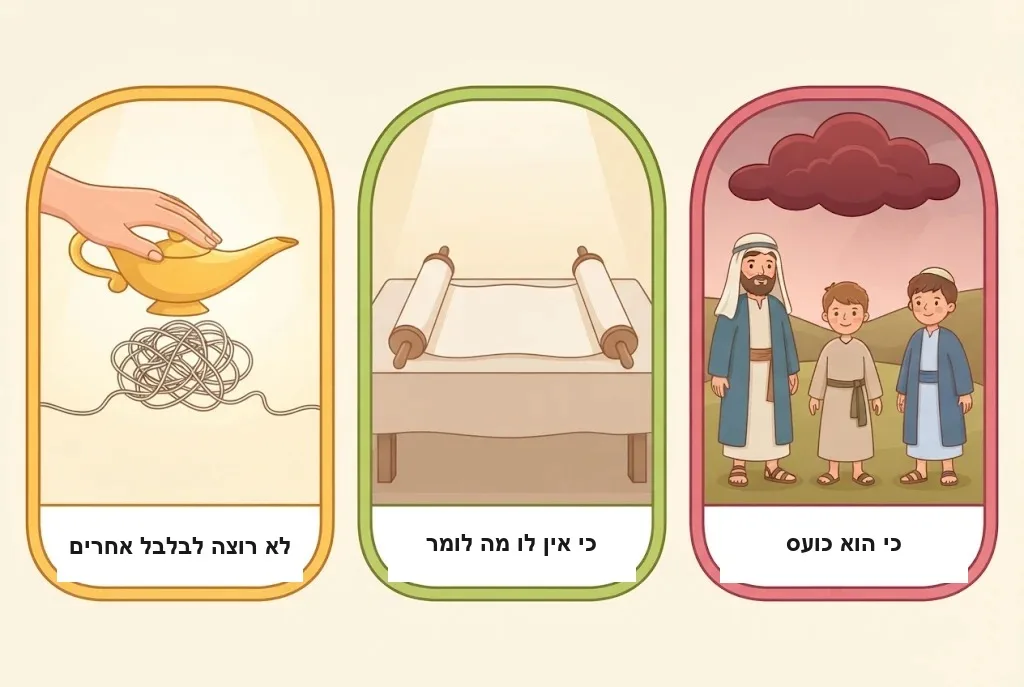 כי הוא כועס
כי אין לו מה לומר
לא רוצה לבלבל אחרים